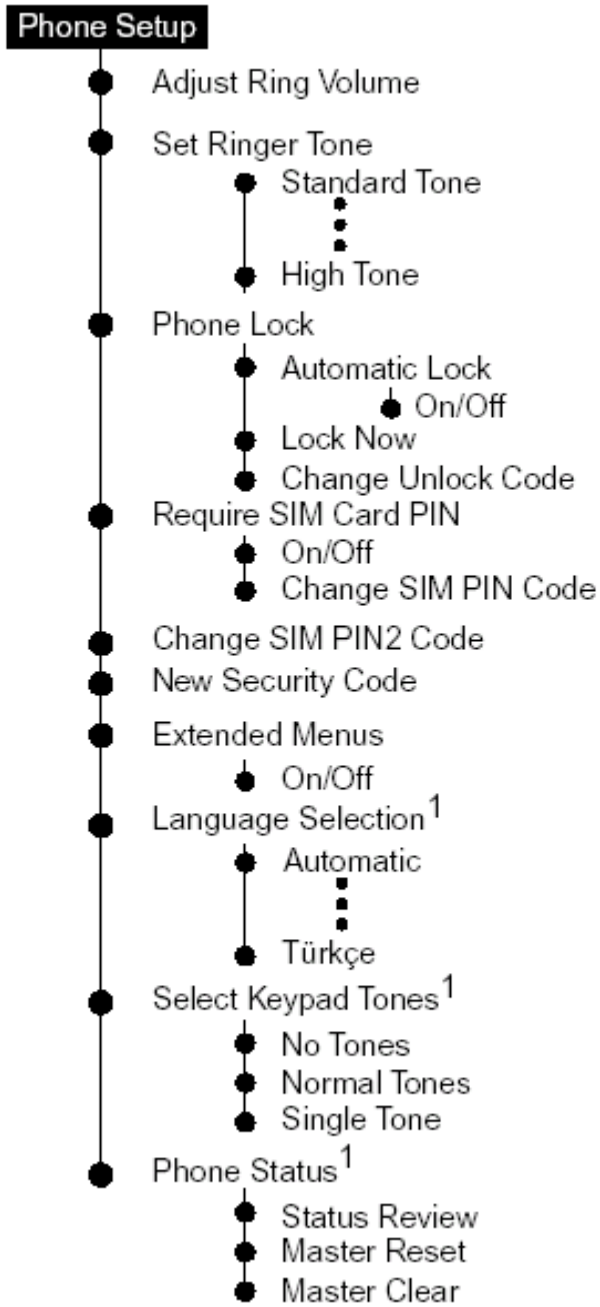 Phone Setup
Adjust Ring Volume
Set Ringer Tone
Standard Tone
High Tone
Phone Lock
Automatic Lock
On/Off
Lock Now
Change Unlock Code
Require SIM Card PIN
On/Off
Change SIM PIN Code
Change SIM PIN2 Code
New Security Code
Extended Menus
On/Off
Language Selection1
Automatic
Türkçe
Select Keypad Tones1
No Tones
Normal Tones
Single Tone
Phone Status1
Status Review
Master Reset
Master Clear